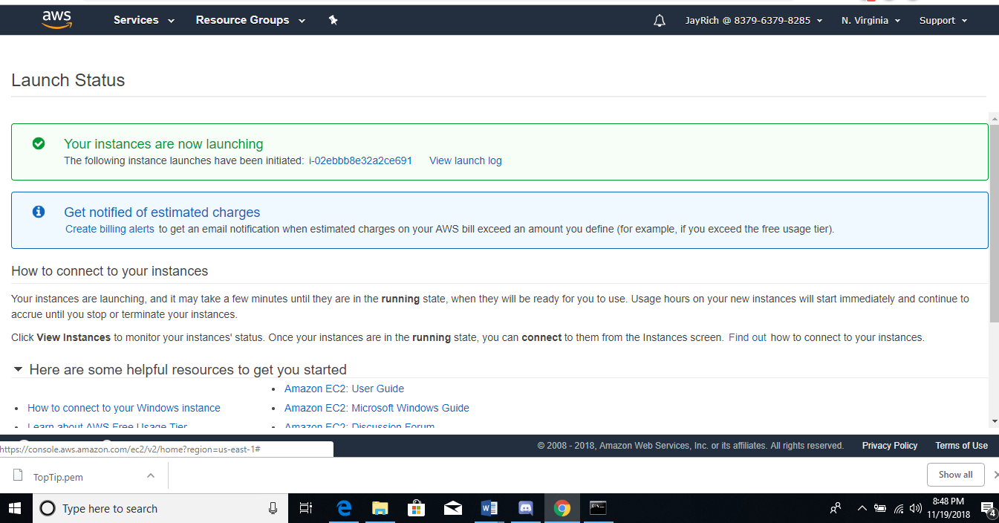 aws Services Resource Groups JayRich @ 8379-6379-8285 N. Virginia Support
Launch Status
Your instances are now launching
The following instance launches have been initiated: i-02ebbb8e32a2ce691 View launch log
Get notified of estimated charges
Create billing alerts to get an email notification when estimated charges on your AWS bill exceed an amount you define (for example, if you exceed the free usage tier).
How to connect to your instances
Your instances are launching, and it may take a few minutes until they are in the running state, when they will be ready for you to use. Usage hours on your new instances will start immediately and continue to
accrue until you stop or terminate your instances.
Click View Instances to monitor your instances' status. Once your instances are in the running state, you can connect to them from the Instances screen. Find out how to connect to your instances.
Here are some helpful resources to get you started
• Amazon EC2: User Guide
• How to connect to your Windows instance
• Amazon EC2: Microsoft Windows Guide
• Learn about AWS Free Usage Tier
• Amazon EC2: Discussion Forum
© 2008 - 2018, Amazon Web Services, Inc. or its affiliates. All rights reserved. Privacy Policy Terms of Use
https://console.aws.amazon.com/ec2/v2/home?region=us-east-1#
TopTip.pem
Show all
Type here to search
8:48 PM
11/19/2018
4